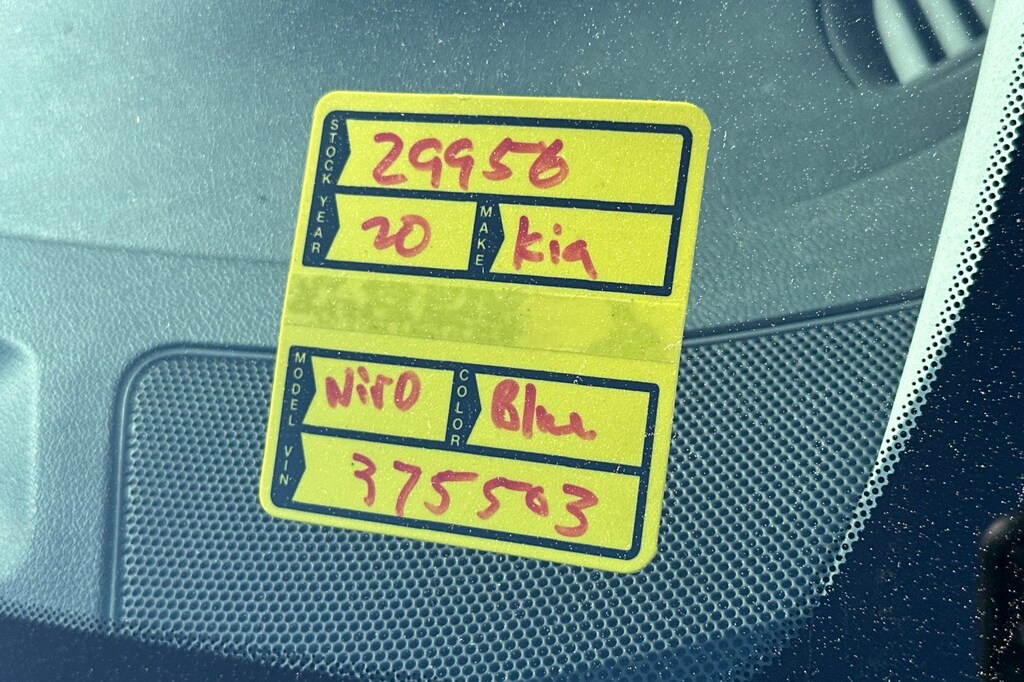 STOCK 29956
YEAR 20 MAKE Kia
MODEL Niro COLOR Blue
VIN 375503